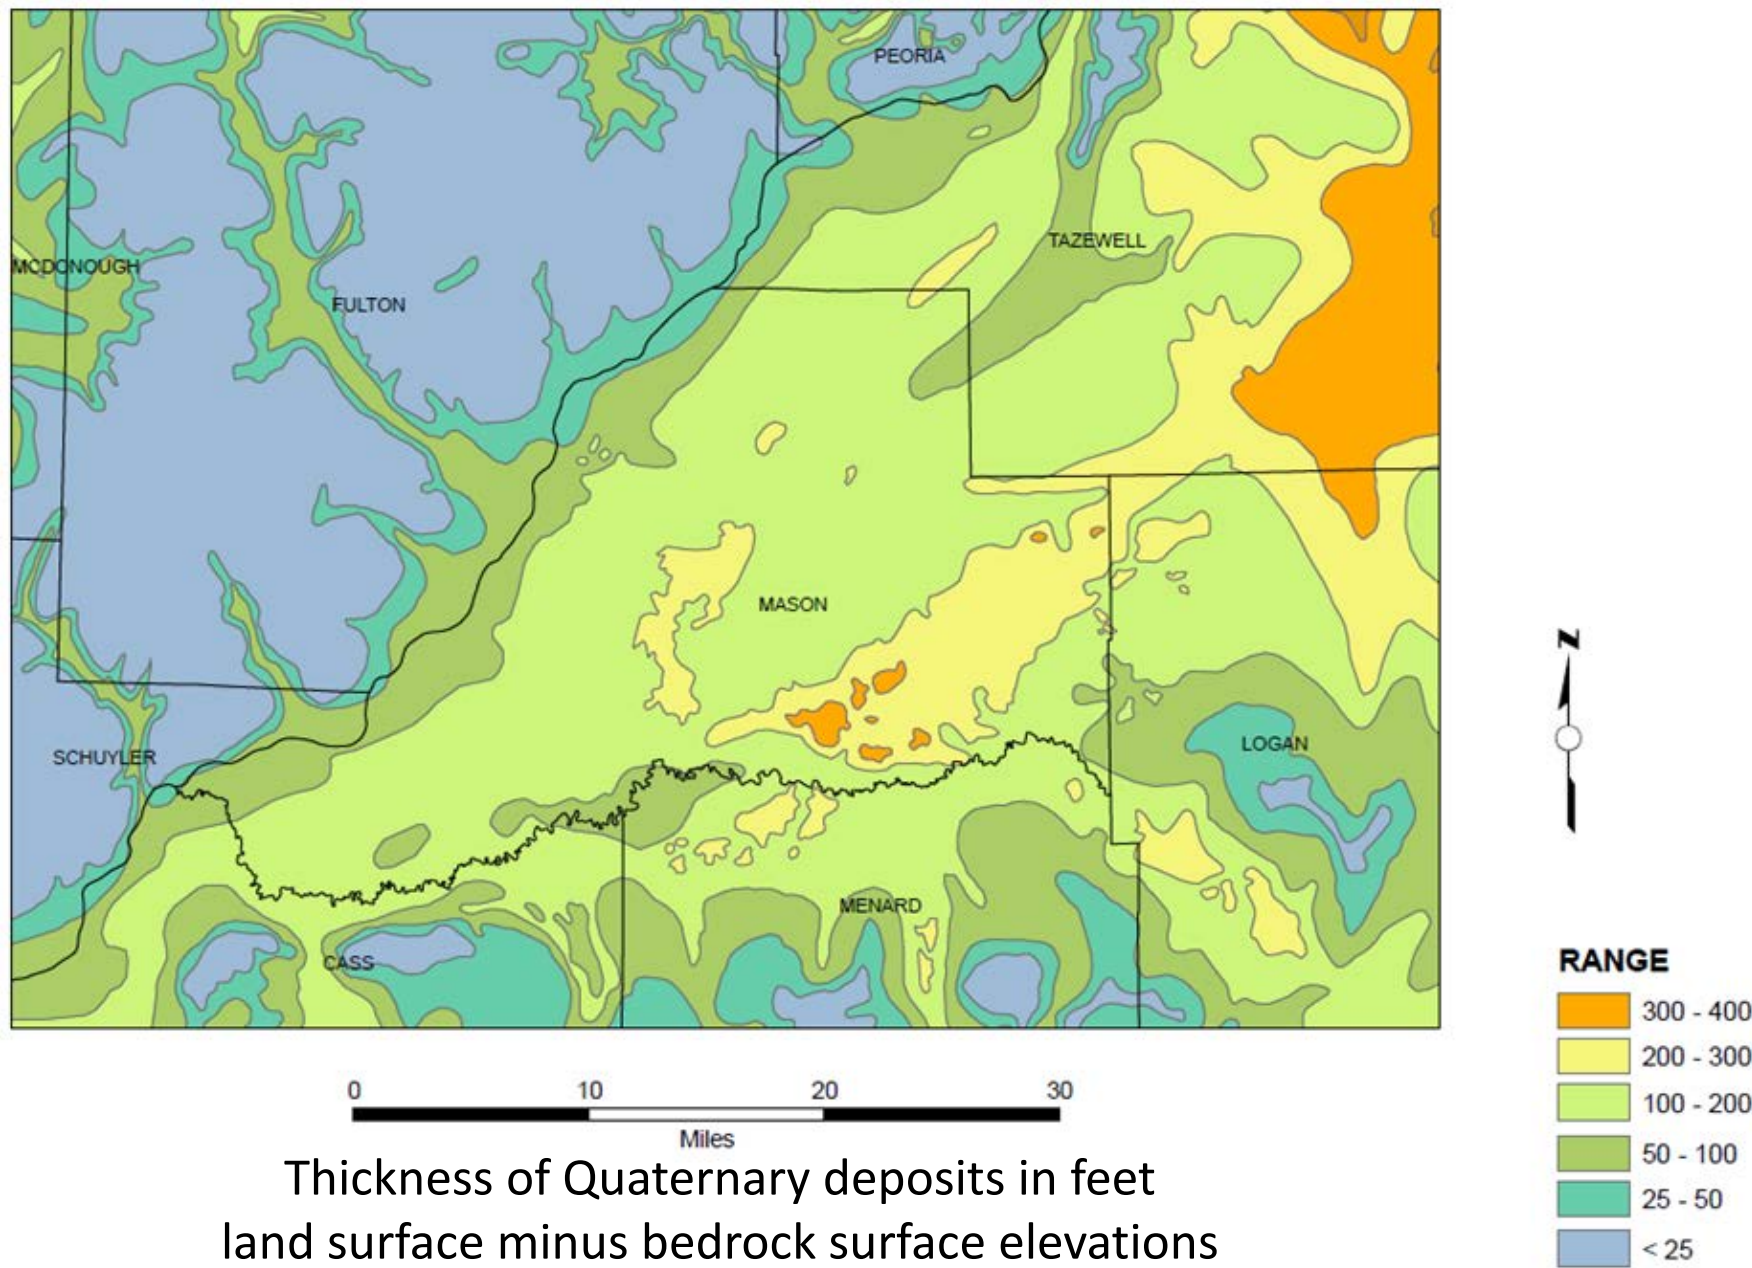 PEORIA
TAZEWELL
MCDONOUGH
FULTON
MASON
SCHUYLER
LOGAN
MENARD
CASS
N
RANGE
300 - 400
200 - 300
100 - 200
50 - 100
25 - 50
< 25
0 10 20 30
Miles
Thickness of Quaternary deposits in feet
land surface minus bedrock surface elevations